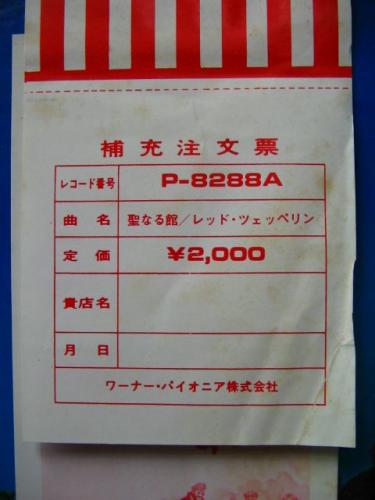 補充注文票
レコード番号 P-8288A
曲名 聖なる館／レッド・ツェッペリン
定価 ¥2,000
貴店名
月日
ワーナー・パイオニア株式会社